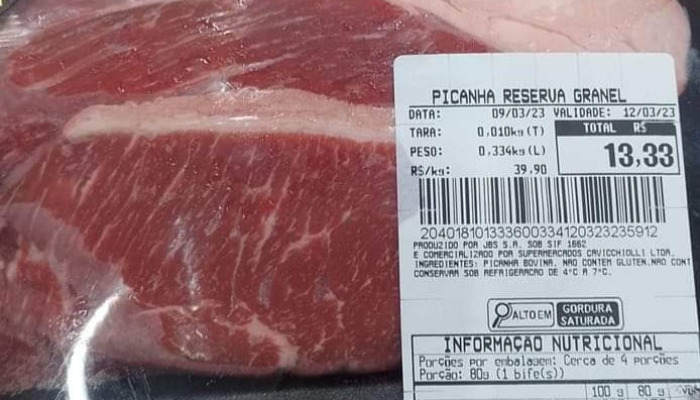 PICANHA RESERVA GRANEL
DATA: 09/03/23 VALIDADE: 12/03/23
TARA: 0,010kg (T) TOTAL R$
PESO: 0,334kg (L) 13,33
R$/kg: 39,90
204018101333600334120323235912
PRODUZIDO POR JBS S.A. SOB SIF 1662
E COMERCIALIZADO POR SUPERMERCADOS CAVICCHIOLLI LTDA.
INGREDIENTES: PICANHA BOVINA. NAO CONTEM GLUTEN.NAO CONT
CONSERVAR SOB REFRIGERACAO DE 4°C A 7°C.
ALTO EM GORDURA SATURADA
INFORMAÇÃO NUTRICIONAL
Porções por embalagem: Cerca de 4 porções
Porção: 80g (1 bife(s))
100 g 80 g %VD*